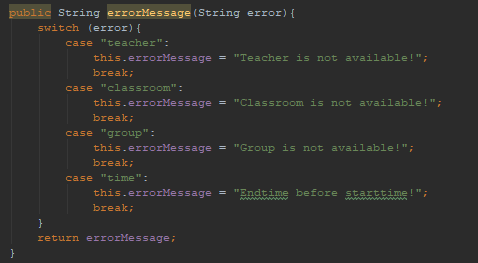 public String errorMessage(String error){
    switch (error){
        case "teacher":
            this.errorMessage = "Teacher is not available!";
            break;
        case "classroom":
            this.errorMessage = "Classroom is not available!";
            break;
        case "group":
            this.errorMessage = "Group is not available!";
            break;
        case "time":
            this.errorMessage = "Endtime before starttime!";
            break;
    }
    return errorMessage;
}